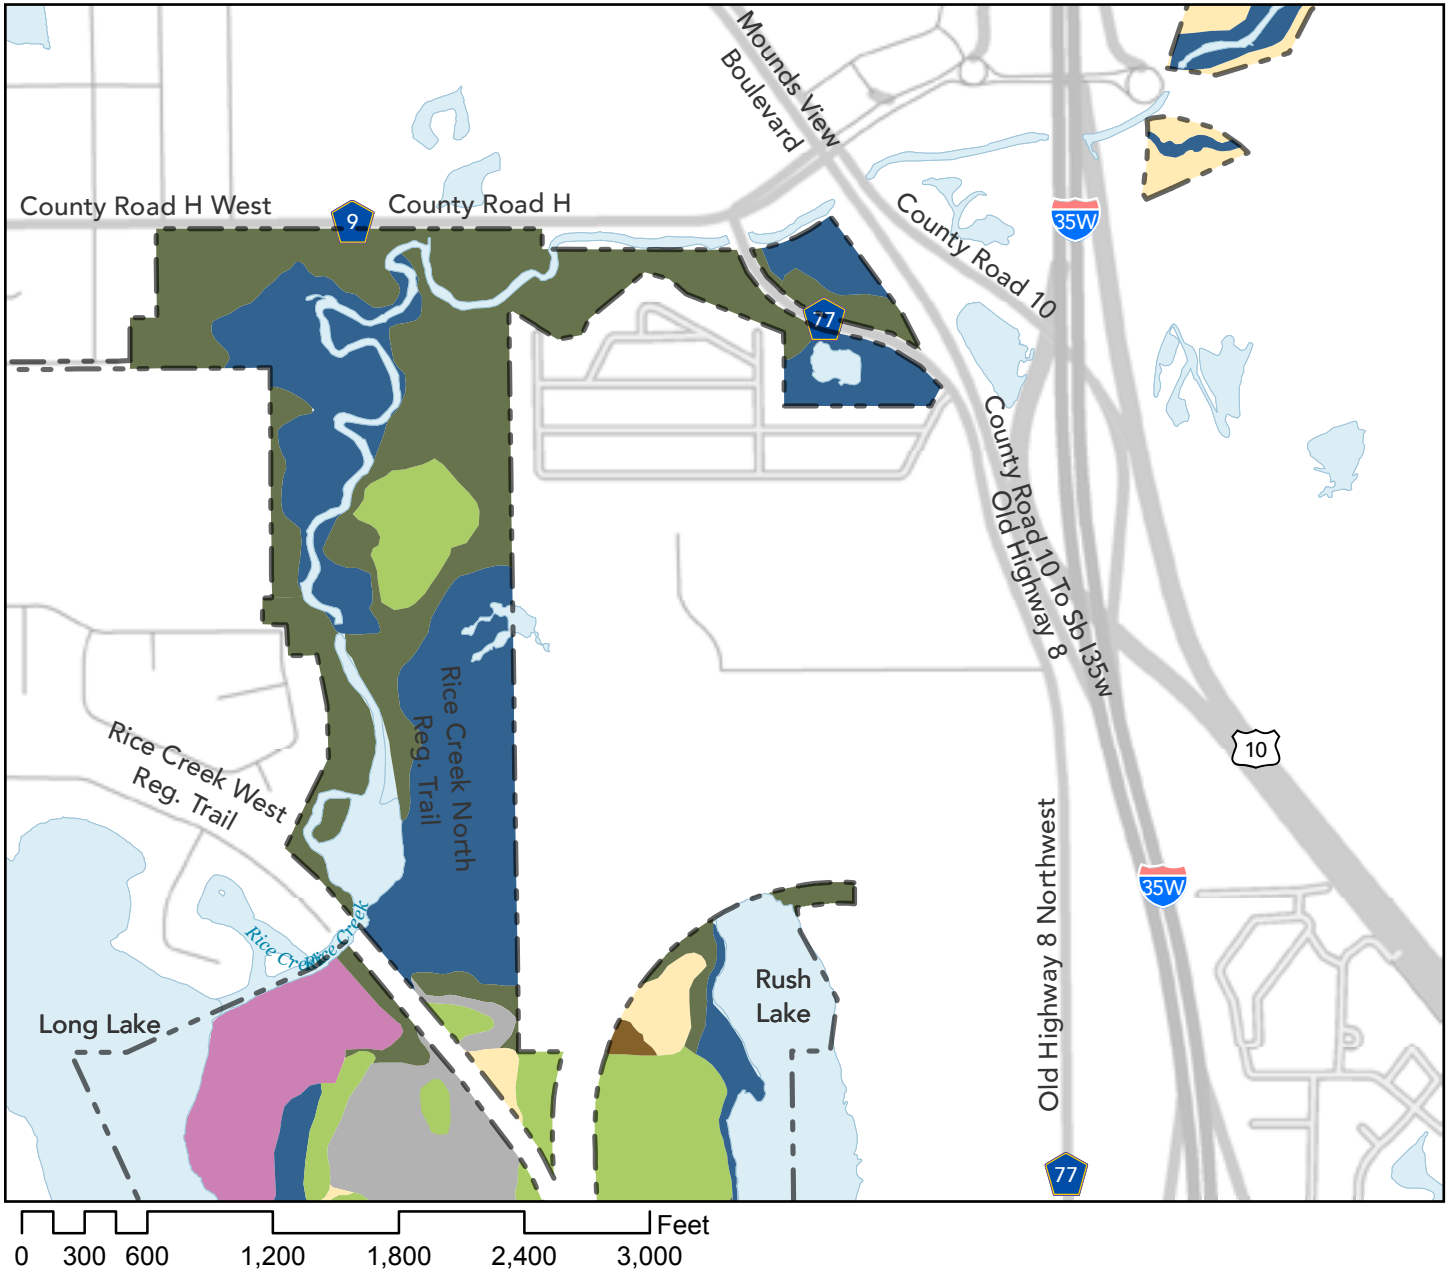 Mounds View
Boulevard
County Road H West
9
County Road H
35W
County Road 10
77
County Road 10 To Sb I35w
Old Highway 8
Rice Creek North
Reg. Trail
Rice Creek West
Reg. Trail
10
Old Highway 8 Northwest
35W
Rice Creek
Rice Creek
Rush
Lake
Long Lake
77
Feet
0 300 600 1,200 1,800 2,400 3,000